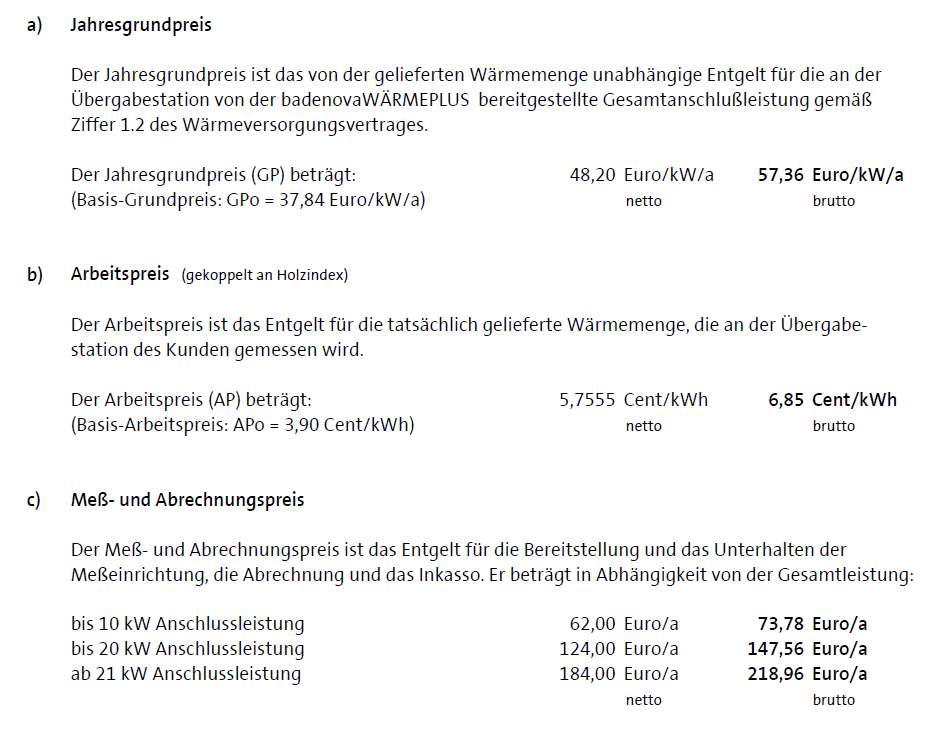 a) Jahresgrundpreis
Der Jahresgrundpreis ist das von der gelieferten Wärmemenge unabhängige Entgelt für die an der
Übergabestation von der badenovaWÄRMEPLUS bereitgestellte Gesamtanschlußleistung gemäß
Ziffer 1.2 des Wärmeversorgungsvertrages.
Der Jahresgrundpreis (GP) beträgt: 48,20 Euro/kW/a 57,36 Euro/kW/a
(Basis-Grundpreis: GPo = 37,84 Euro/kW/a) netto brutto
b) Arbeitspreis (gekoppelt an Holzindex)
Der Arbeitspreis ist das Entgelt für die tatsächlich gelieferte Wärmemenge, die an der Übergabe-
station des Kunden gemessen wird.
Der Arbeitspreis (AP) beträgt: 5,7555 Cent/kWh 6,85 Cent/kWh
(Basis-Arbeitspreis: APo = 3,90 Cent/kWh) netto brutto
c) Meß- und Abrechnungspreis
Der Meß- und Abrechnungspreis ist das Entgelt für die Bereitstellung und das Unterhalten der
Meßeinrichtung, die Abrechnung und das Inkasso. Er beträgt in Abhängigkeit von der Gesamtleistung:
bis 10 kW Anschlussleistung 62,00 Euro/a 73,78 Euro/a
bis 20 kW Anschlussleistung 124,00 Euro/a 147,56 Euro/a
ab 21 kW Anschlussleistung 184,00 Euro/a 218,96 Euro/a
netto brutto